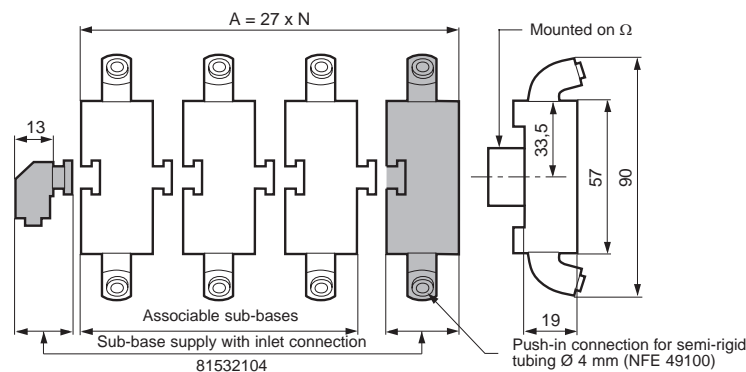 A = 27 x N
Mounted on Ω
13
33,5
57
90
Associable sub-bases
19
Sub-base supply with inlet connection
81532104
Push-in connection for semi-rigid
tubing Ø 4 mm (NFE 49100)